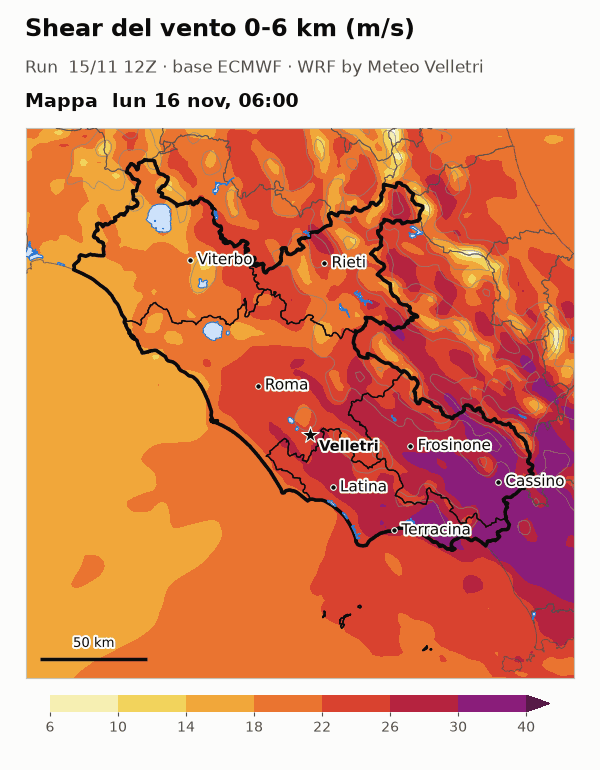 Shear del vento 0-6 km (m/s)
Run  15/11 12Z · base ECMWF · WRF by Meteo Velletri
Mappa  lun 16 nov, 06:00
Viterbo
Rieti
Roma
Velletri
Frosinone
Cassino
Latina
Terracina
50 km
6 10 14 18 22 26 30 40